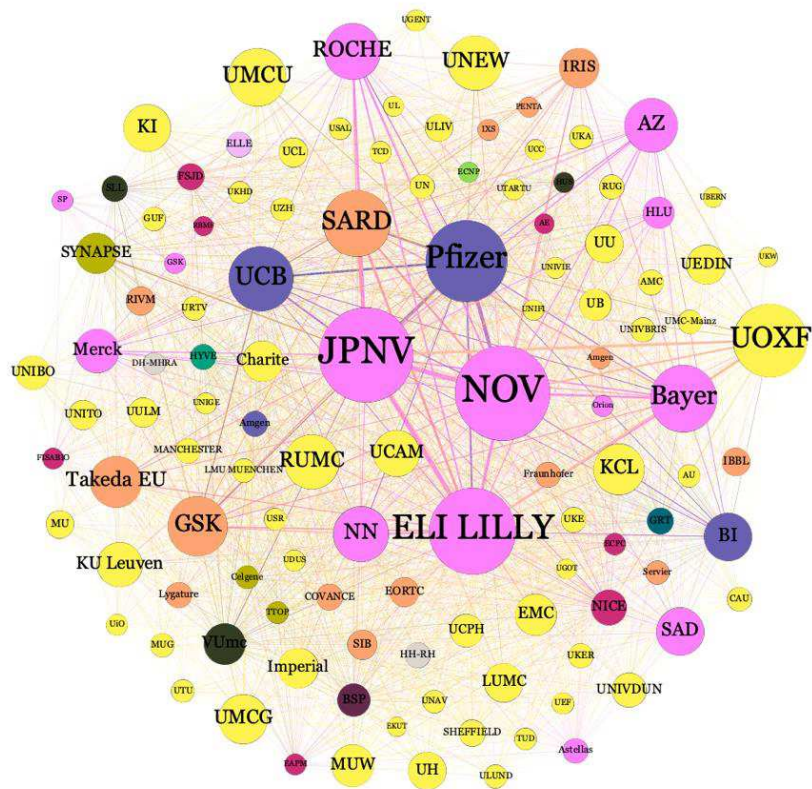 UGENT
ROCHE
UNEW
UMCU
IRIS
UL
PENTA
KI
USAL
ULIV
IXS
UKA
AZ
ELLE
UCL
TCD
UCC
FSJD
ECNP
SLL
UKHD
UN
UTARTU
RUG
UBERN
SP
UZH
HLU
GUF
SARD
AE
SYNAPSE
GSK
Pfizer
UU
UCB
UNIVIE
UEDIN
UKW
AMC
RIVM
URTV
UNIFI
UB
UNIVBRIS
UMC-Mainz
UOXF
Merck
JPNV
DH-MHRA
HYVE
Charite
Amgen
UNIBO
NOV
Bayer
UNIGE
Orion
UNITO
UULM
Amgen
MANCHESTER
UCAM
FISABIO
RUMC
KCL
IBBL
LMU MUENCHEN
Takeda EU
Fraunhofer
AU
MU
GSK
USR
NN
ELI LILLY
UKE
GRT
BI
ECPC
KU Leuven
UDUS
UGOT
Celgene
Servier
Lygature
COVANCE
EORTC
CAU
TTOP
NICE
UiO
EMC
VUmc
UCPH
SAD
MUG
SIB
HH-RH
UKER
Imperial
LUMC
UNIVDUN
UTU
BSP
UNAV
UEF
UMCG
EKUT
SHEFFIELD
TUD
Astellas
EAPM
MUW
UH
ULUND